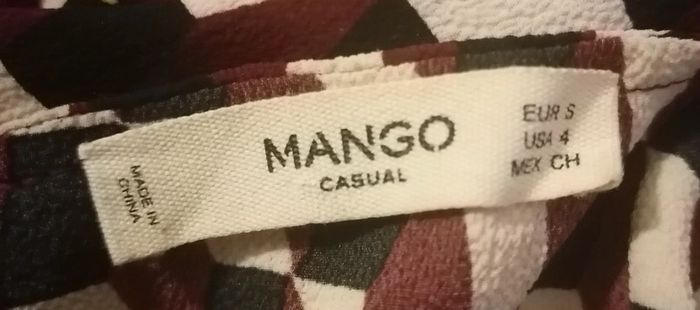 MADE IN
CHINA
MANGO
CASUAL
EUR S
USA 4
MEX CH